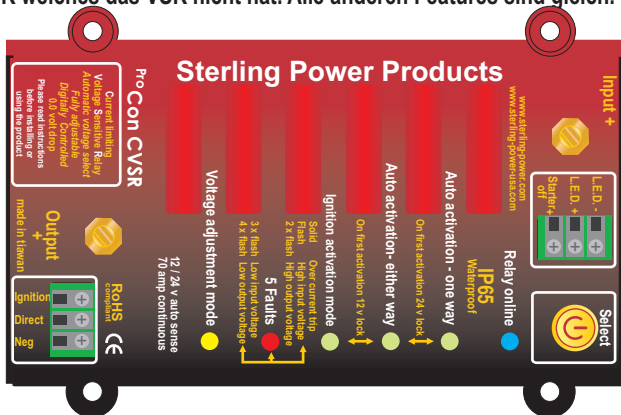 R welches das VSR nicht hat. Alle anderen Features sind gleich.
Sterling Power Products
Pro Con CVSR
Current limiting
Voltage Sensitive Relay
Automatic voltage select
Fully adjustable
Digitally Controlled
0.0 volt drop
Please read instructions
before installing or
using the product
Output
+
made in tiawan
Ignition
Direct
Neg
RoHS
compliant
CE
Voltage adjustment mode
12 / 24 v auto sense
70 amp continuous
5 Faults
Solid Over current trip
Flash High input voltage
2 x flash High output voltage
3 x flash Low input voltage
4 x flash Low output voltage
Ignition activation mode
Auto activation- either way
On first activation 12 v lock
Auto activation - one way
On first activation 24 v lock
Relay online
IP65
Waterproof
www.sterling-power.com
www.sterling-power-usa.com
Input +
L.E.D. -
L.E.D. +
Starter+
off
Select